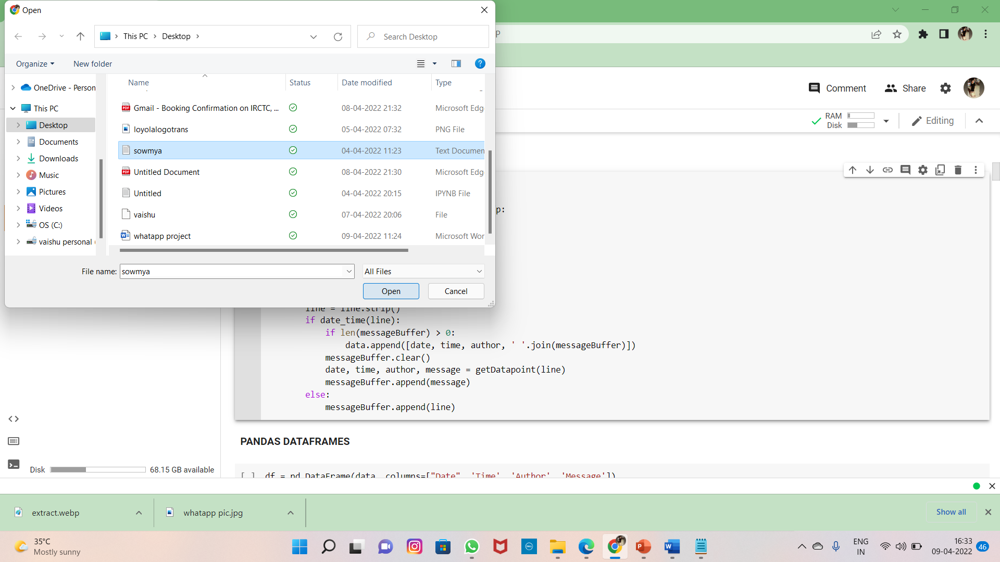 Open
This PC > Desktop >
Search Desktop
P
Organize
New folder
Name Status Date modified Type
OneDrive - Person
This PC
Desktop
Documents
Downloads
Music
Pictures
Videos
OS (C:)
vaishu personal
Gmail - Booking Confirmation on IRCTC, ... 08-04-2022 21:32 Microsoft Edg
loyolalogotrans 05-04-2022 07:32 PNG File
sowmya 04-04-2022 11:23 Text Documen
Untitled Document 08-04-2022 21:30 Microsoft Edg
Untitled 04-04-2022 20:15 IPYNB File
vaishu 07-04-2022 20:06 File
whatapp project 09-04-2022 11:24 Microsoft Wor
File name: sowmya
All Files
Open Cancel
Comment Share
RAM
Disk
Editing
p:
line = line.strip()
if date_time(line):
if len(messageBuffer) > 0:
data.append([date, time, author, ' '.join(messageBuffer)])
messageBuffer.clear()
date, time, author, message = getDatapoint(line)
messageBuffer.append(message)
else:
messageBuffer.append(line)
PANDAS DATAFRAMES
Disk 68.15 GB available
[ ] df = pd.DataFrame(data, columns=["Date", 'Time', 'Author', 'Message'])
extract.webp
whatapp pic.jpg
Show all
35°C
Mostly sunny
ENG
IN
16:33
09-04-2022
46